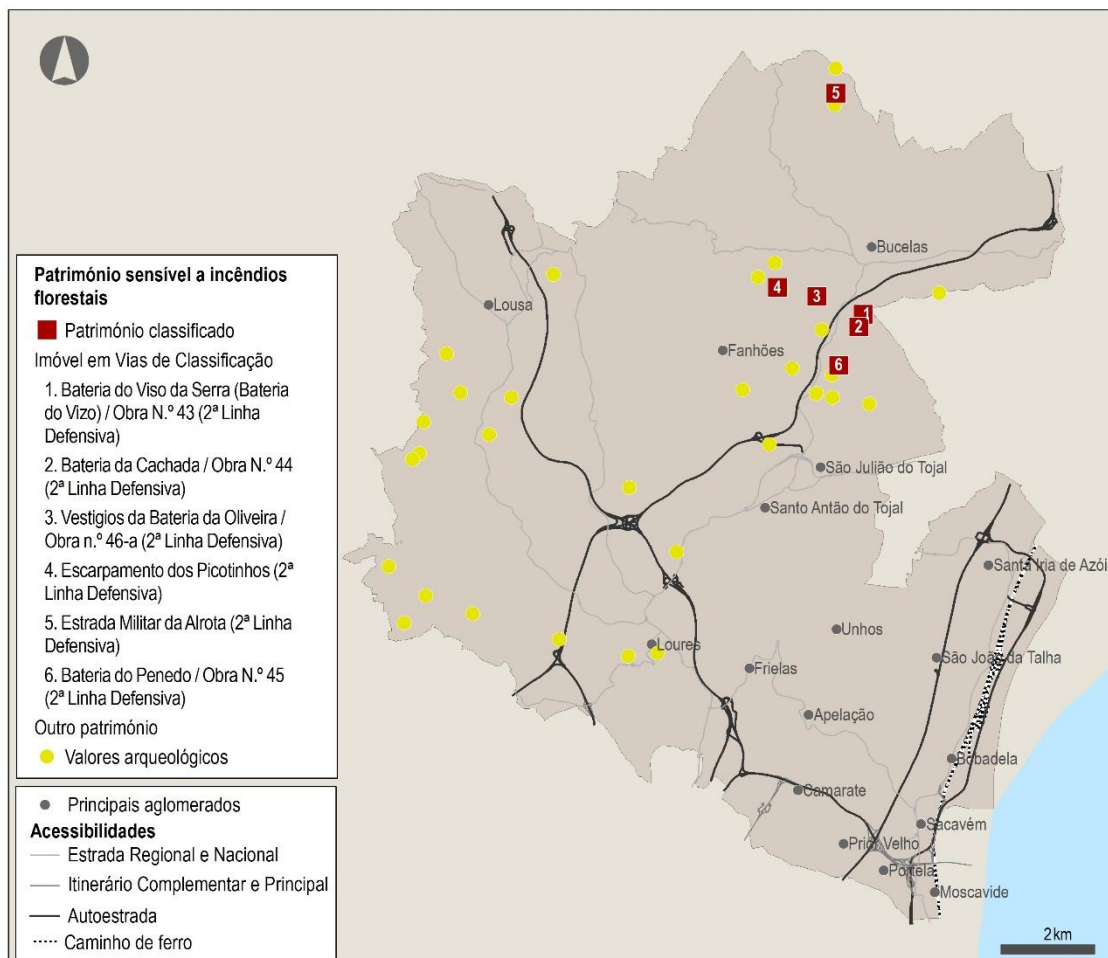 Património sensível a incêndios
florestais
Património classificado
Imóvel em Vias de Classificação
1. Bateria do Viso da Serra (Bateria
do Vizo) / Obra N.º 43 (2ª Linha
Defensiva)
2. Bateria da Cachada / Obra N.º 44
(2ª Linha Defensiva)
3. Vestigios da Bateria da Oliveira /
Obra n.º 46-a (2ª Linha Defensiva)
4. Escarpamento dos Picotinhos (2ª
Linha Defensiva)
5. Estrada Militar da Alrota (2ª Linha
Defensiva)
6. Bateria do Penedo / Obra N.º 45
(2ª Linha Defensiva)
Outro património
Valores arqueológicos
Principais aglomerados
Acessibilidades
Estrada Regional e Nacional
Itinerário Complementar e Principal
Autoestrada
Caminho de ferro
5
Bucelas
4
3
1
2
Lousa
Fanhões
6
São Julião do Tojal
Santo Antão do Tojal
Santa Iria de Azói
Unhos
Loures
Frielas
São João da Talha
Apelação
Bobadela
Camarate
Sacavém
Prior Velho
Portela
Moscavide
2 km